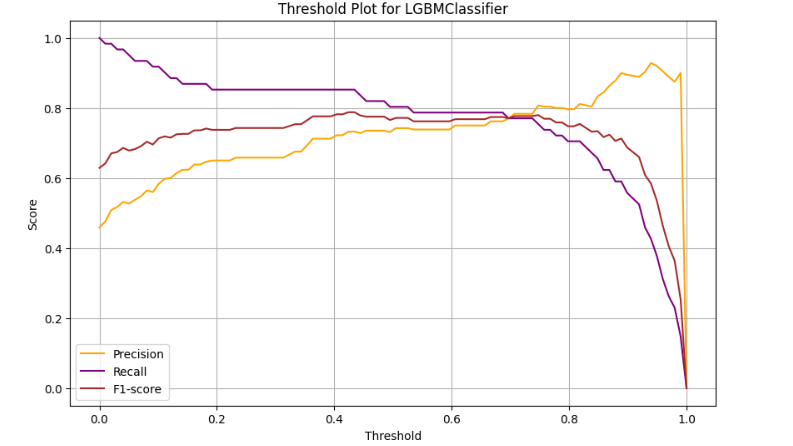 Threshold Plot for LGBMClassifier
1.0
0.8
0.6
0.4
0.2
0.0
Score
Precision
Recall
F1-score
0.0 0.2 0.4 0.6 0.8 1.0
Threshold